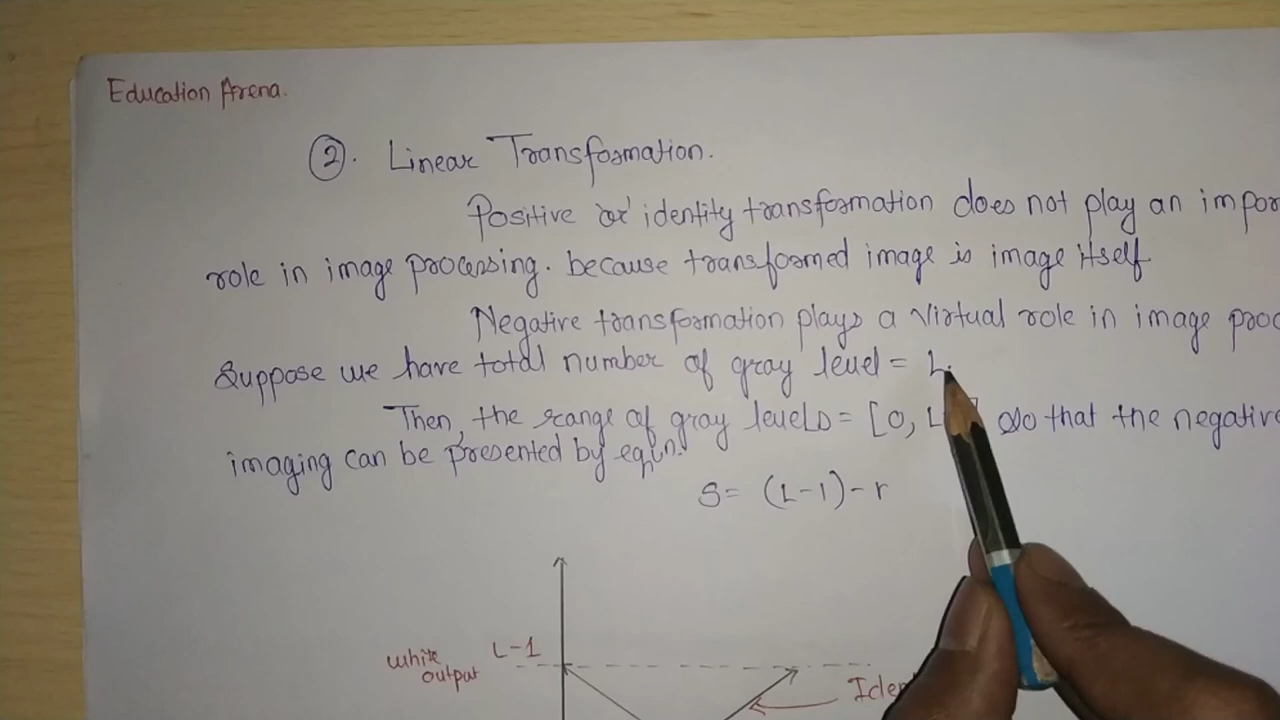 Education Arena.
②. Linear Transformation.
Positive or identity transformation does not play an impor
role in image processing. because transformed image is image itself
Negative transformation plays a virtual role in image proc
Suppose we have total number of gray level = L.
Then, the range of gray levels = [0, L so that the negative
imaging can be presented by eqn.
S = (L-1)-r
L-1
white
output
Iden